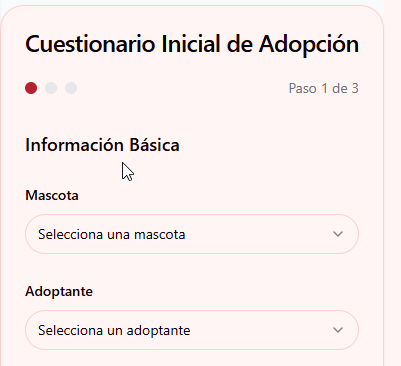 Cuestionario Inicial de Adopción
Paso 1 de 3
Información Básica
Mascota
Selecciona una mascota
Adoptante
Selecciona un adoptante